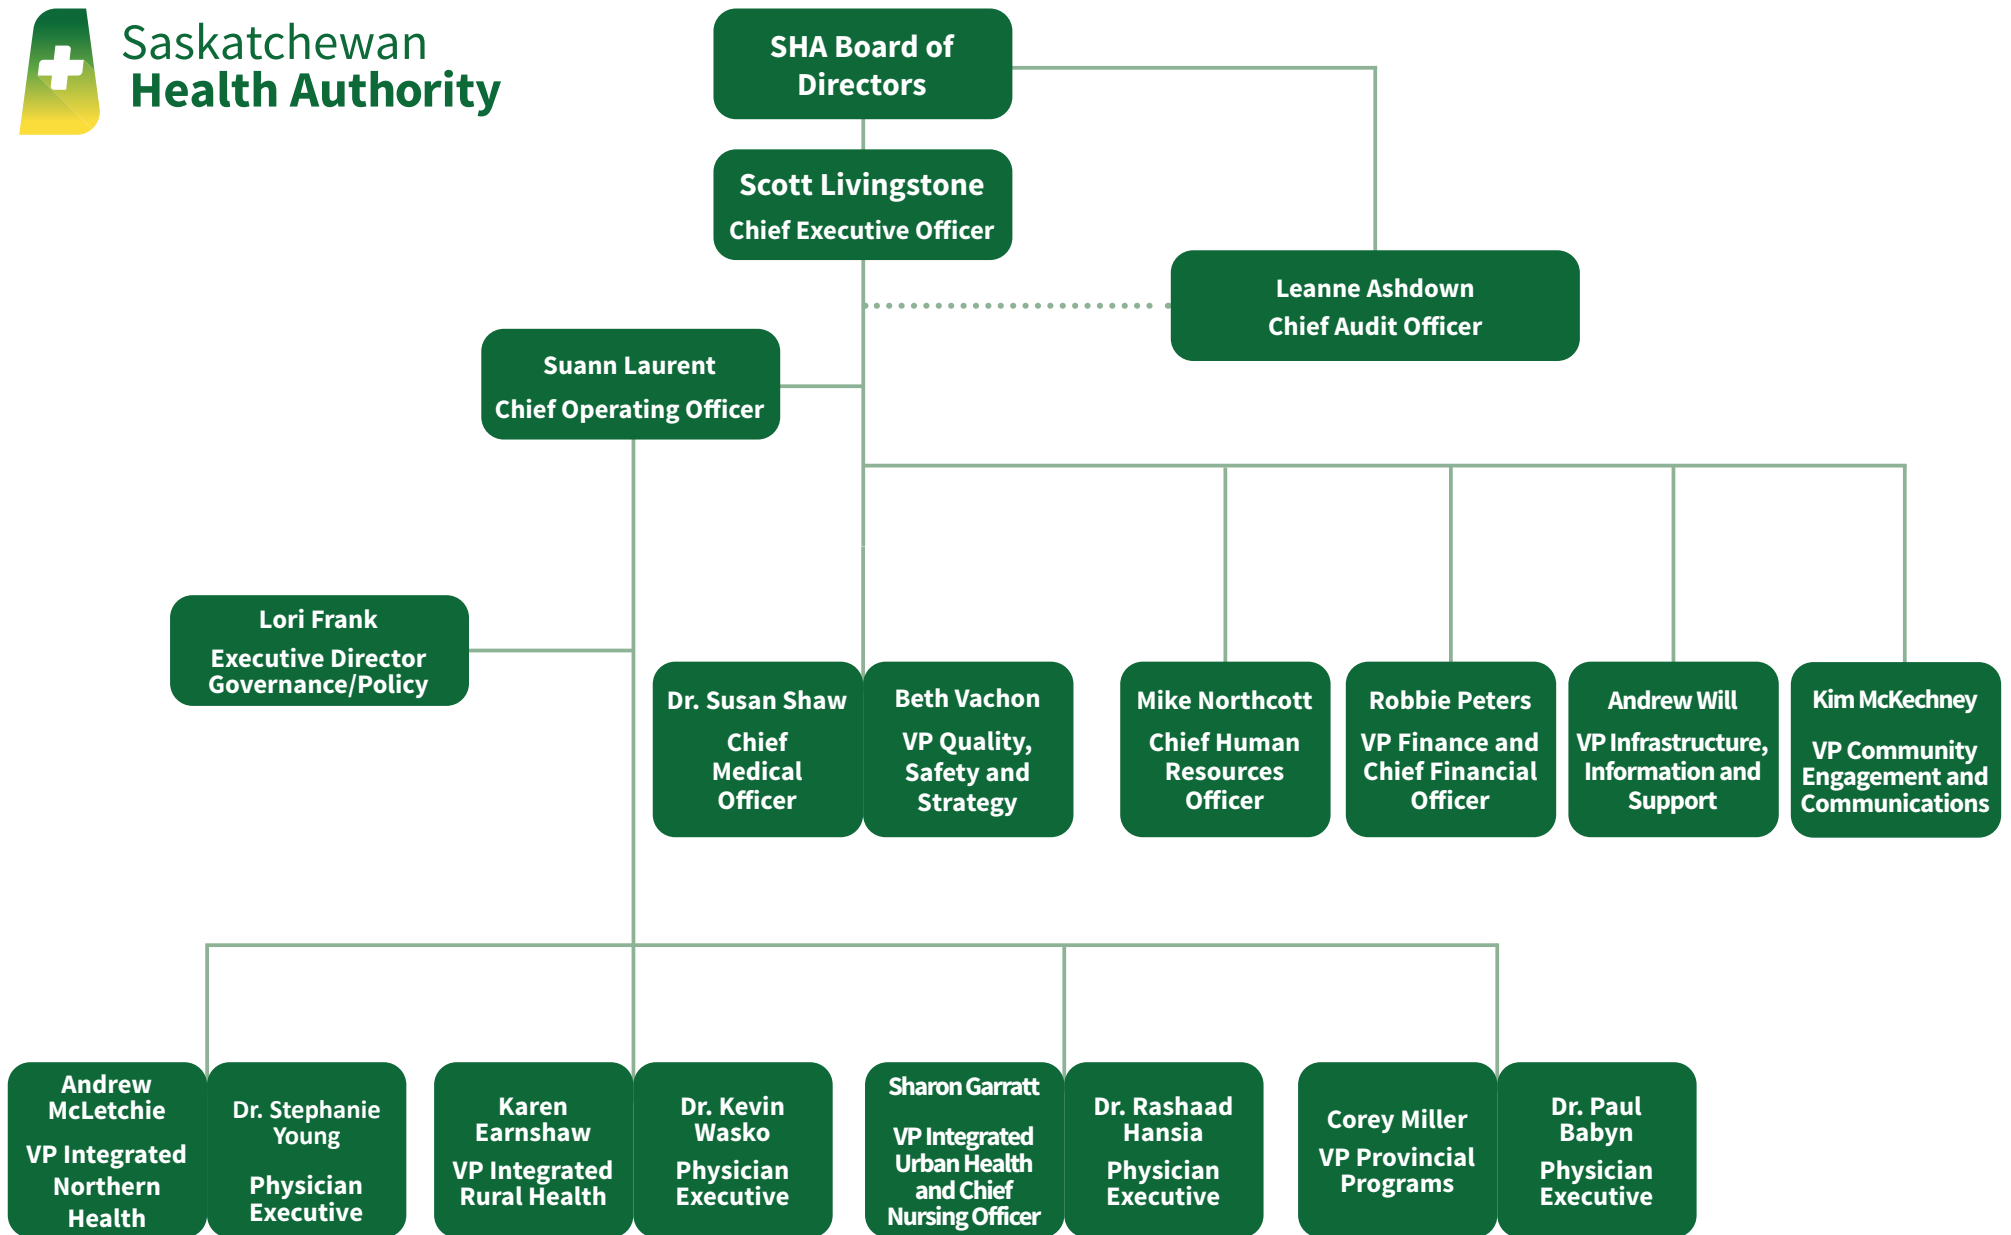 Saskatchewan
Health Authority
SHA Board of
Directors
Scott Livingstone
Chief Executive Officer
Leanne Ashdown
Chief Audit Officer
Suann Laurent
Chief Operating Officer
Lori Frank
Executive Director
Governance/Policy
Dr. Susan Shaw
Chief
Medical
Officer
Beth Vachon
VP Quality,
Safety and
Strategy
Mike Northcott
Chief Human
Resources
Officer
Robbie Peters
VP Finance and
Chief Financial
Officer
Andrew Will
VP Infrastructure,
Information and
Support
Kim McKechney
VP Community
Engagement and
Communications
Andrew
McLetchie
VP Integrated
Northern
Health
Dr. Stephanie
Young
Physician
Executive
Karen
Earnshaw
VP Integrated
Rural Health
Dr. Kevin
Wasko
Physician
Executive
Sharon Garratt
VP Integrated
Urban Health
and Chief
Nursing Officer
Dr. Rashaad
Hansia
Physician
Executive
Corey Miller
VP Provincial
Programs
Dr. Paul
Babyn
Physician
Executive